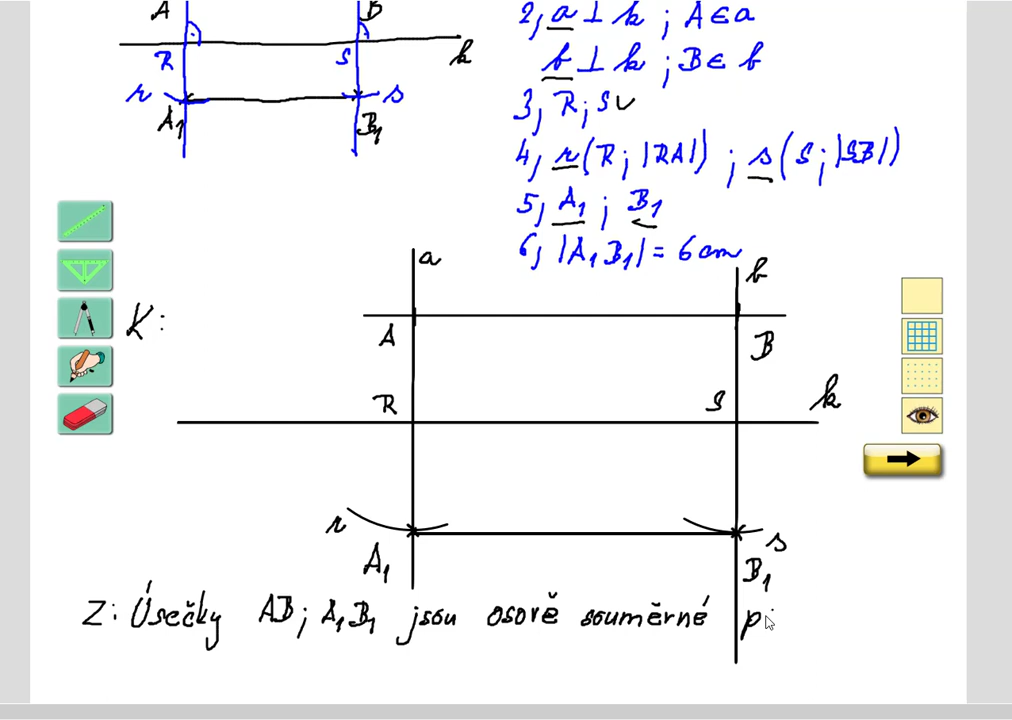 A B
R S k
r s
A₁ B₁
2, a ⊥ k ; A ∈ a
b ⊥ k ; B ∈ b
3, R; S ✓
4, r (R; |RA|) ; s (S; |SB|)
5, A₁ ; B₁
6, |A₁B₁| = 6 cm
a b
K:
A B
R S k
r s
A₁ B₁
Z: Úsečky AB; A₁B₁ jsou osově souměrné